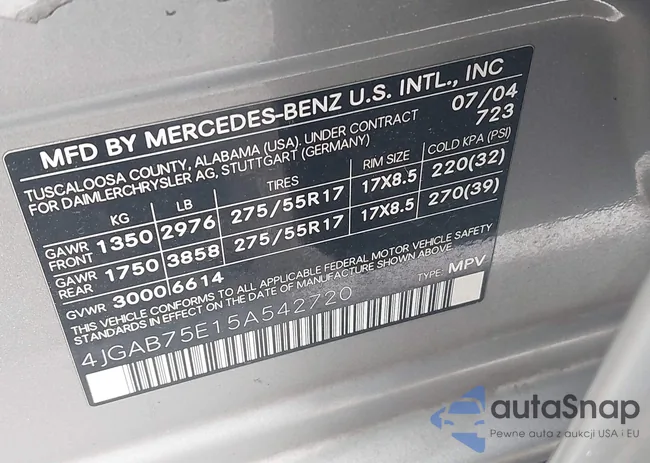 MFD BY MERCEDES-BENZ U.S. INTL., INC
TUSCALOOSA COUNTY, ALABAMA (USA). UNDER CONTRACT 07/04
FOR DAIMLERCHRYSLER AG, STUTTGART (GERMANY) 723
KG LB TIRES RIM SIZE COLD KPA (PSI)
GAWR FRONT 1350 2976 275/55R17 17X8.5 220(32)
GAWR REAR 1750 3858 275/55R17 17X8.5 270(39)
GVWR 3000 6614
THIS VEHICLE CONFORMS TO ALL APPLICABLE FEDERAL MOTOR VEHICLE SAFETY
STANDARDS IN EFFECT ON THE DATE OF MANUFACTURE SHOWN ABOVE.
4JGAB75E15A542720 TYPE: MPV
autaSnap
Pewne auta z aukcji USA i EU